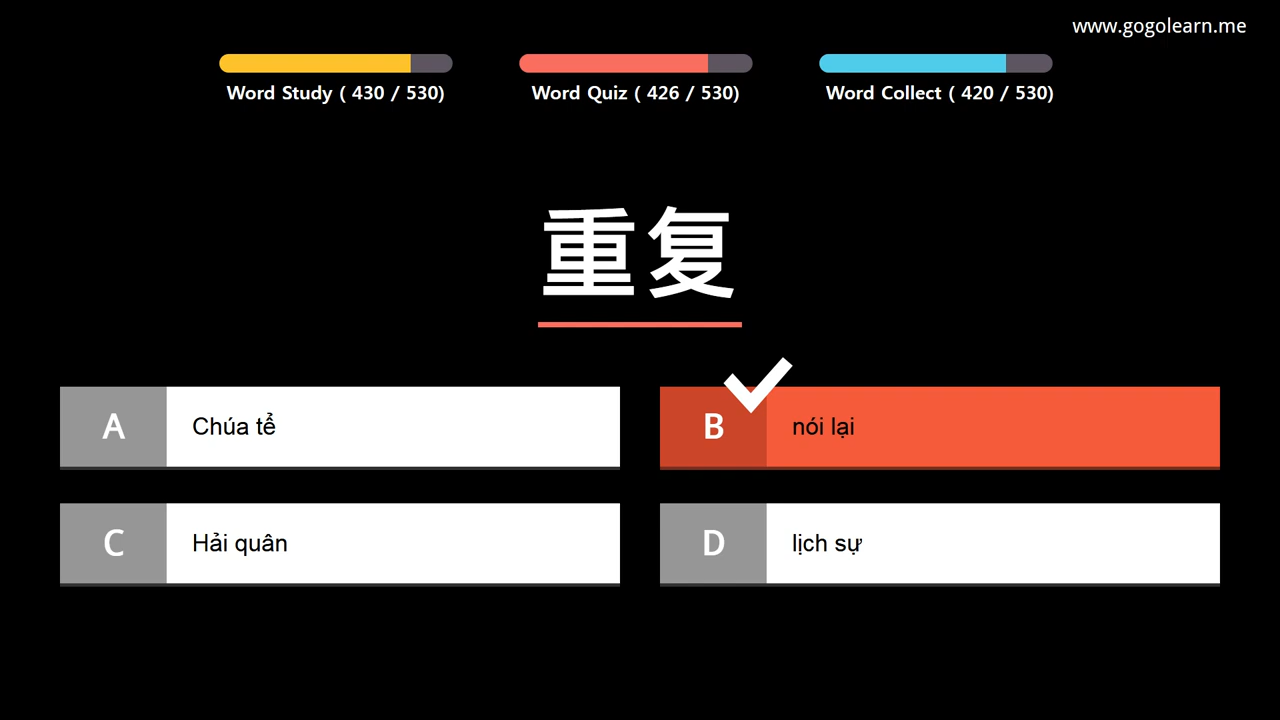 www.gogolearn.me
Word Study ( 430 / 530)
Word Quiz ( 426 / 530)
Word Collect ( 420 / 530)
重复
A
Chúa tể
B
nói lại
C
Hải quân
D
lịch sự